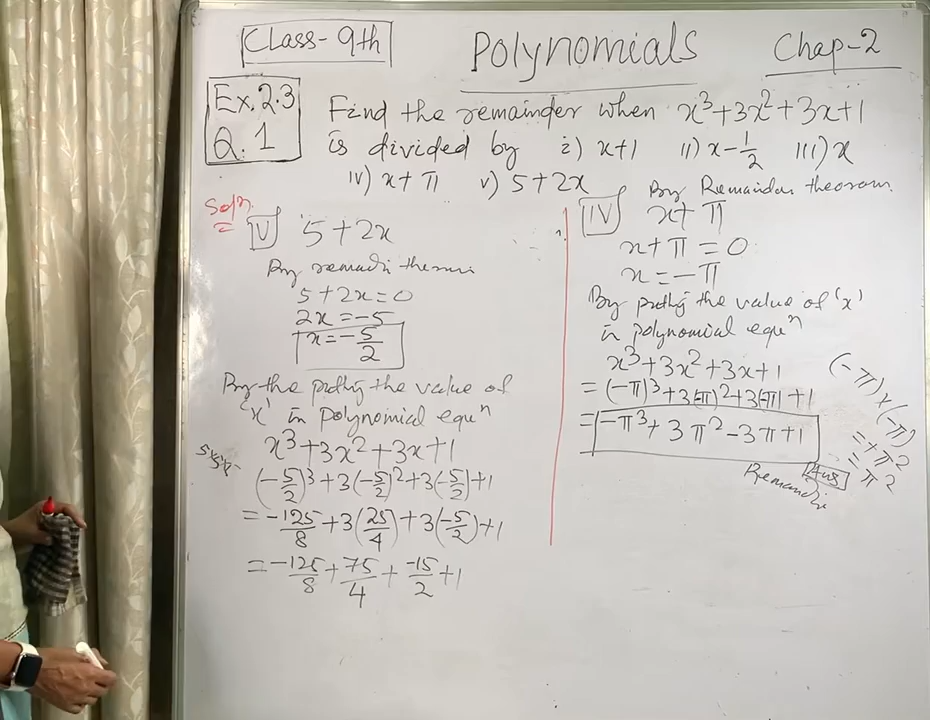 Class-9th
Polynomials
Chap-2
Ex.2.3
Q.1
Find the remainder when x³+3x²+3x+1
is divided by i) x+1 ii) x-1/2 iii) x
iv) x+π v) 5+2x
Soln.
V 5+2x
By theorem
5+2x=0
2x=-5
x=-5/2
By the putting the value of
'x' in polynomial equⁿ
x³+3x²+3x+1
(-5/2)³+3(-5/2)²+3(-5/2)+1
=-125/8+3(25/4)+3(-5/2)+1
=-125/8+75/4+-15/2+1
By Remainder theorem
IV x+π
x+π=0
x=-π
By putting the value of 'x'
in polynomial equⁿ
x³+3x²+3x+1
=(-π)³+3(-π)²+3(-π)+1
=-π³+3π²-3π+1
Ans
(-π)×(-π)
=+π²
=π²